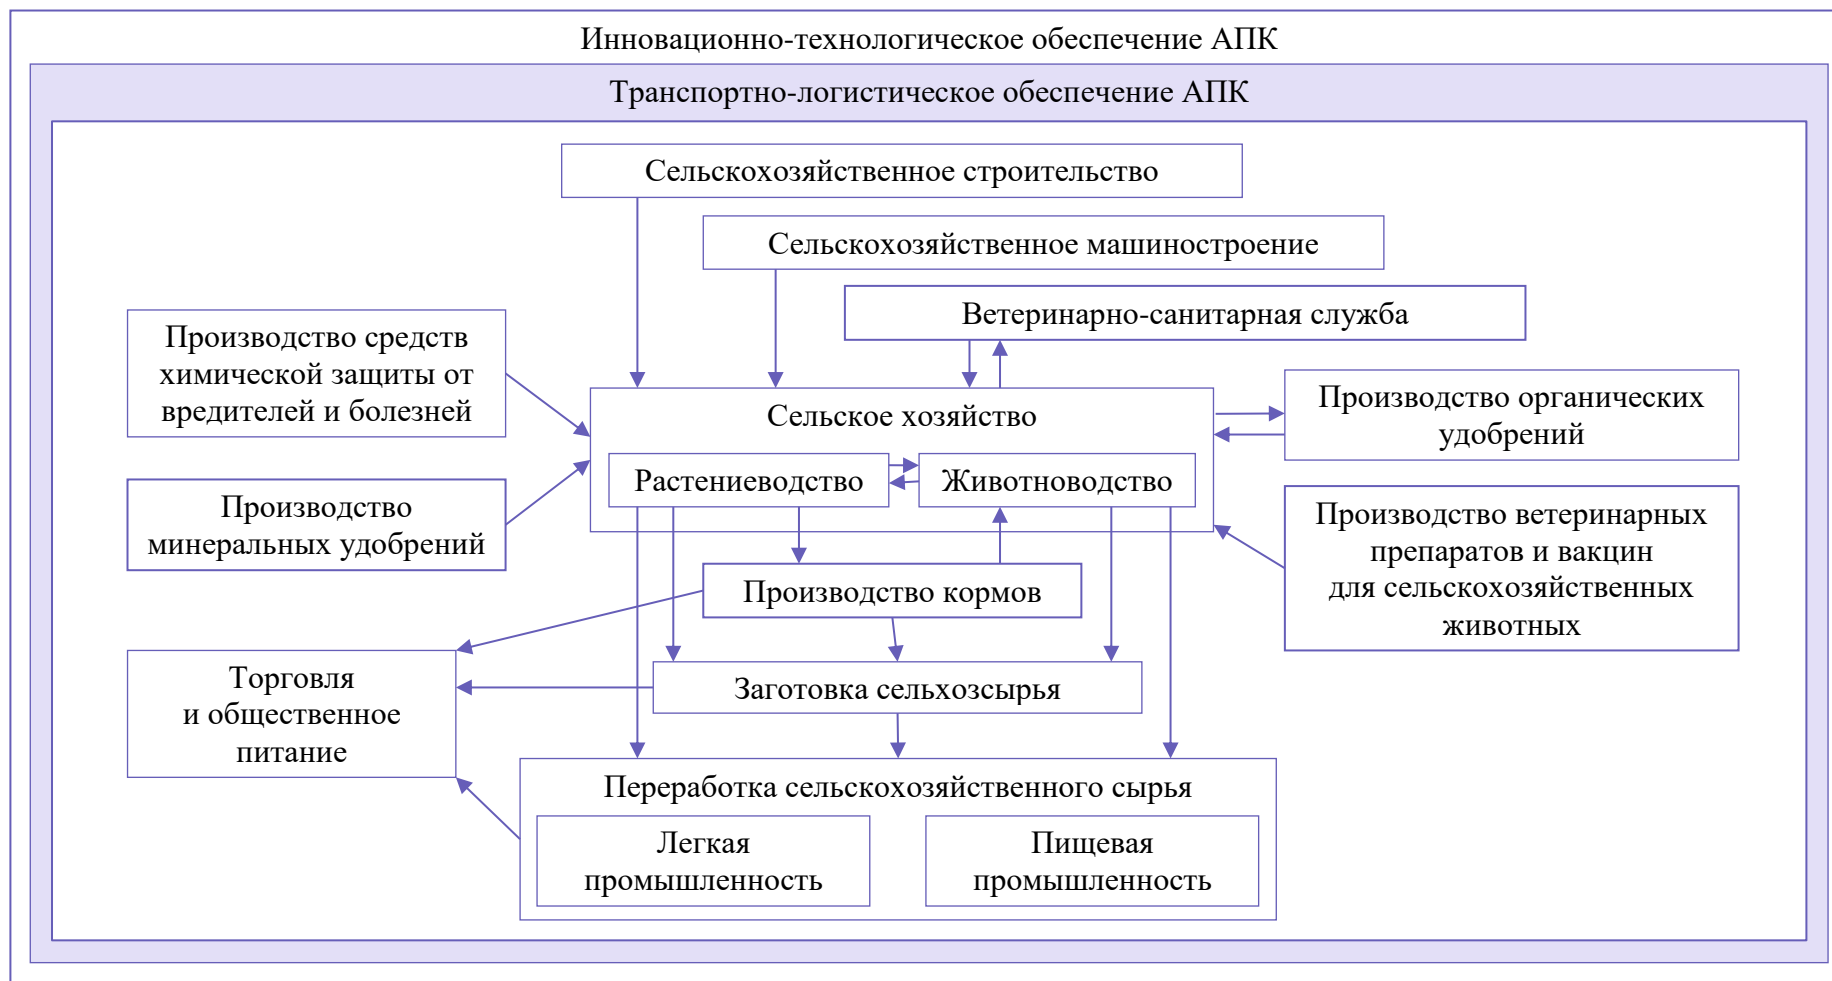 Инновационно-технологическое обеспечение АПК
Транспортно-логистическое обеспечение АПК
Сельскохозяйственное строительство
Сельскохозяйственное машиностроение
Ветеринарно-санитарная служба
Производство средств
химической защиты от
вредителей и болезней
Производство
минеральных удобрений
Сельское хозяйство
Растениеводство
Животноводство
Производство органических
удобрений
Производство ветеринарных
препаратов и вакцин
для сельскохозяйственных
животных
Производство кормов
Торговля
и общественное
питание
Заготовка сельхозсырья
Переработка сельскохозяйственного сырья
Легкая
промышленность
Пищевая
промышленность